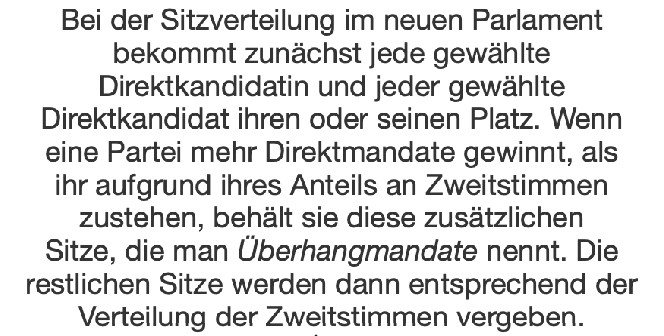 Bei der Sitzverteilung im neuen Parlament
bekommt zunächst jede gewählte
Direktkandidatin und jeder gewählte
Direktkandidat ihren oder seinen Platz. Wenn
eine Partei mehr Direktmandate gewinnt, als
ihr aufgrund ihres Anteils an Zweitstimmen
zustehen, behält sie diese zusätzlichen
Sitze, die man Überhangmandate nennt. Die
restlichen Sitze werden dann entsprechend der
Verteilung der Zweitstimmen vergeben.